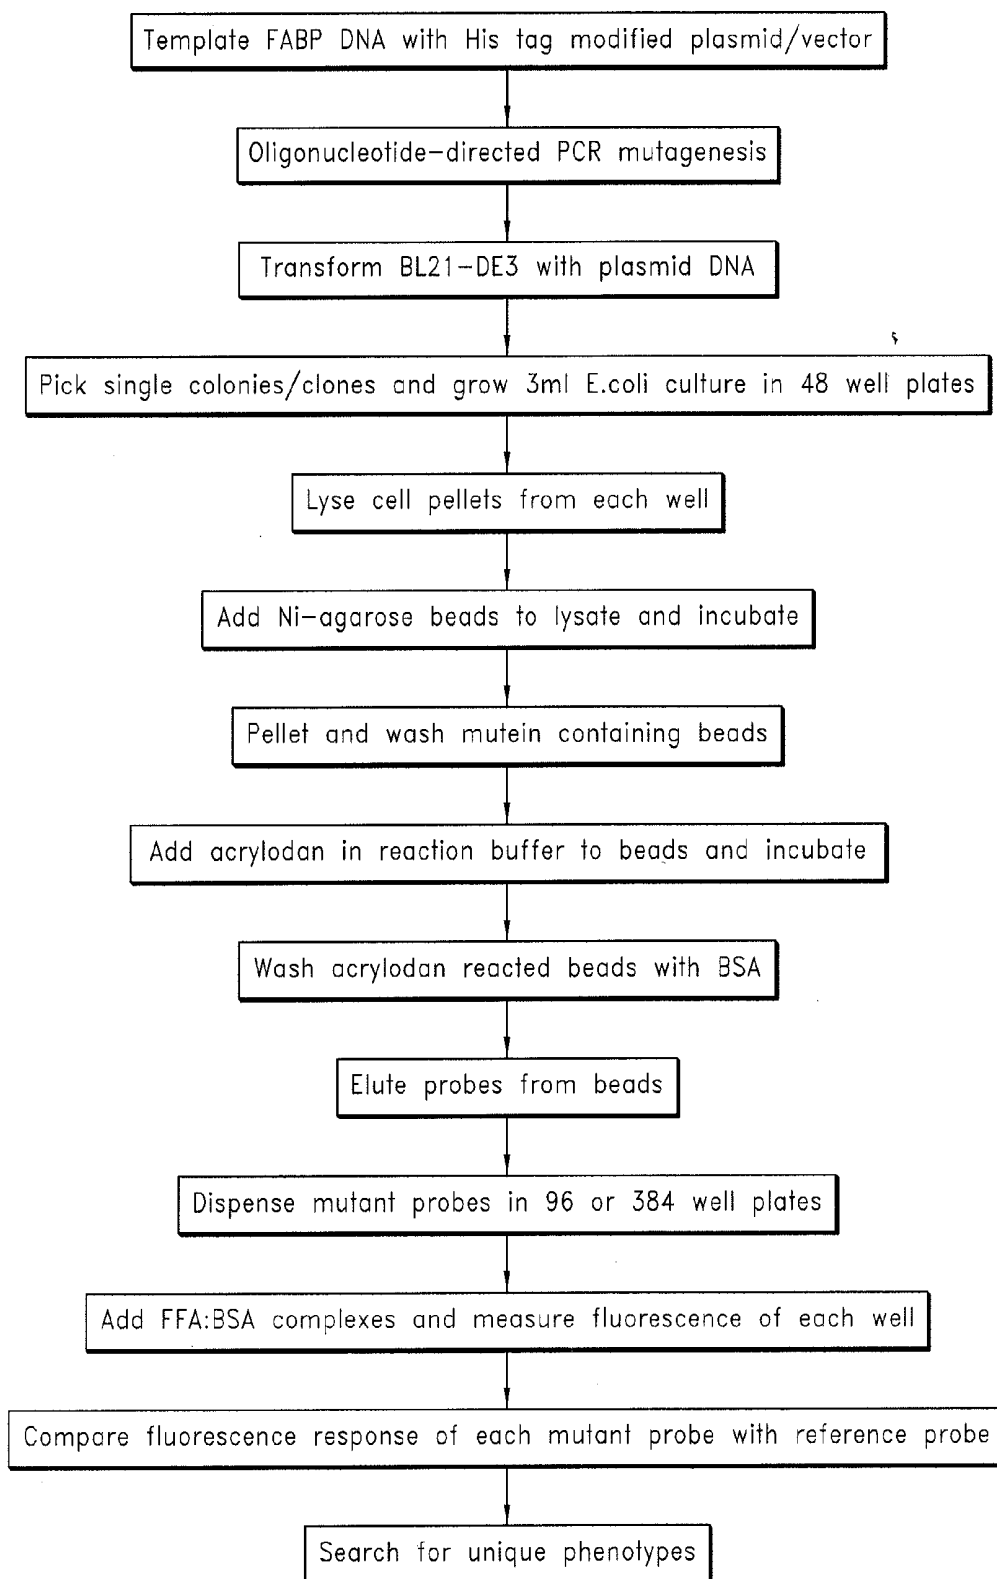 Template FABP DNA with His tag modified plasmid/vector
Oligonucleotide-directed PCR mutagenesis
Transform BL21-DE3 with plasmid DNA
Pick single colonies/clones and grow 3ml E.coli culture in 48 well plates
Lyse cell pellets from each well
Add Ni-agarose beads to lysate and incubate
Pellet and wash mutein containing beads
Add acrylodan in reaction buffer to beads and incubate
Wash acrylodan reacted beads with BSA
Elute probes from beads
Dispense mutant probes in 96 or 384 well plates
Add FFA:BSA complexes and measure fluorescence of each well
Compare fluorescence response of each mutant probe with reference probe
Search for unique phenotypes